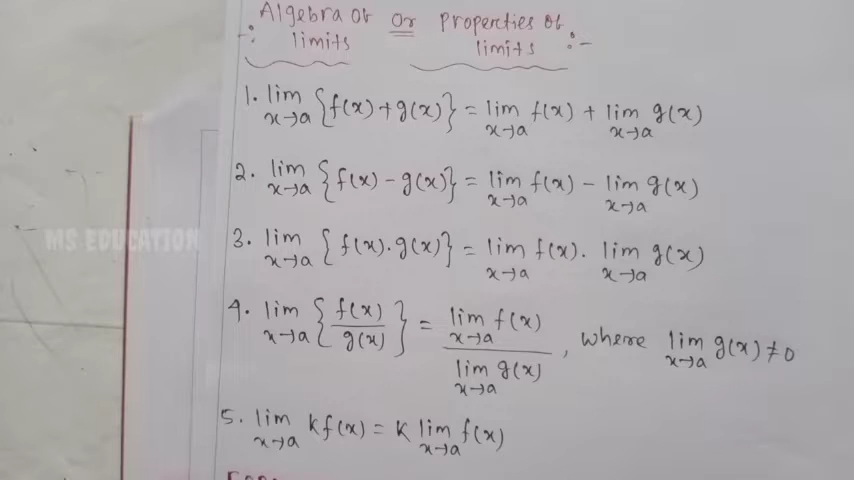 -: Algebra of Or Properties of
limits limits :-
1. lim x→a {f(x)+g(x)} = lim x→a f(x) + lim x→a g(x)
2. lim x→a {f(x)-g(x)} = lim x→a f(x) - lim x→a g(x)
3. lim x→a {f(x).g(x)} = lim x→a f(x). lim x→a g(x)
4. lim x→a {f(x)/g(x)} = lim x→a f(x) / lim x→a g(x), where lim x→a g(x)≠0
5. lim x→a Kf(x) = K lim x→a f(x)
MS EDUCATION